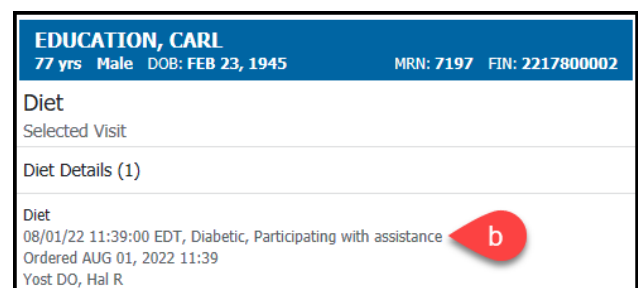 EDUCATION, CARL
77 yrs Male DOB: FEB 23, 1945 MRN: 7197 FIN: 2217800002
Diet
Selected Visit
Diet Details (1)
Diet
08/01/22 11:39:00 EDT, Diabetic, Participating with assistance b
Ordered AUG 01, 2022 11:39
Yost DO, Hal R